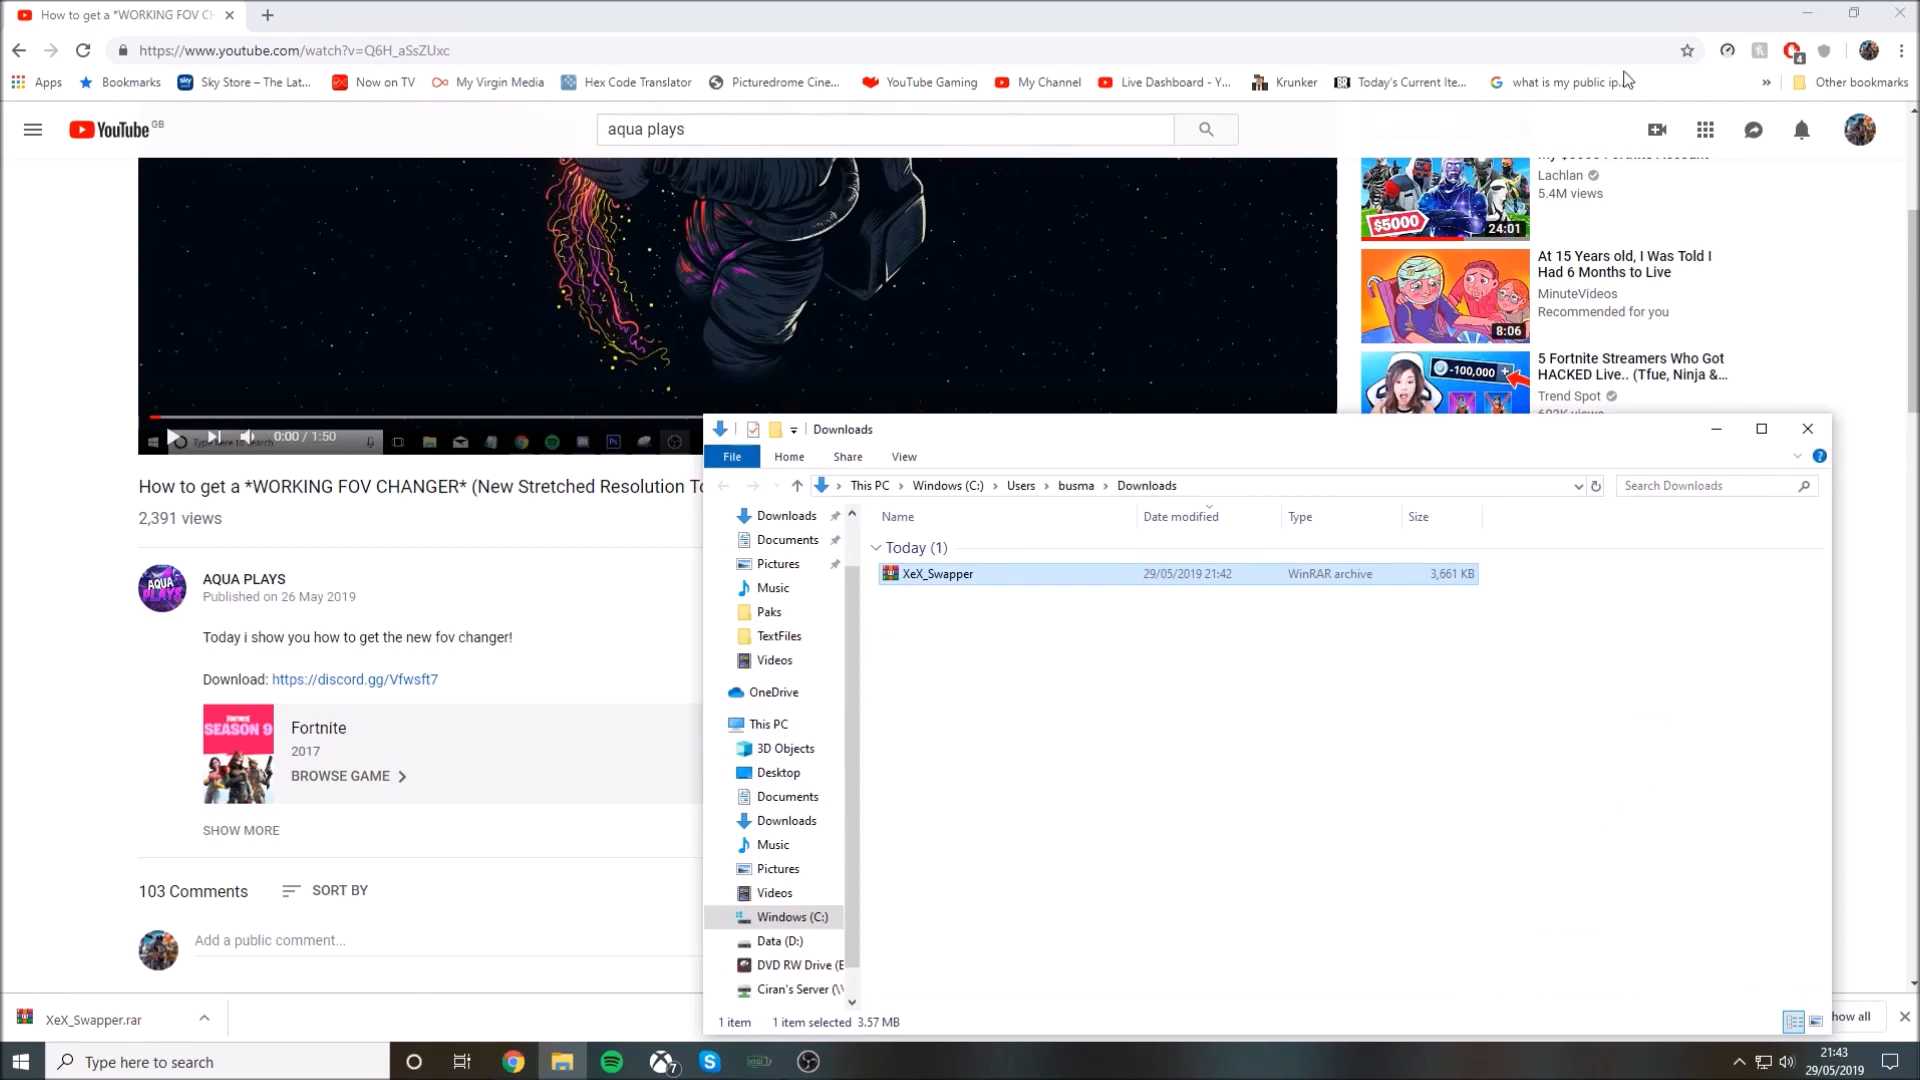 How to get a *WORKING FOV CH
https://www.youtube.com/watch?v=Q6H_aSsZUxc
4
Apps
Bookmarks
Sky Store – The Lat...
Now on TV
My Virgin Media
Hex Code Translator
Picturedrome Cine...
YouTube Gaming
My Channel
Live Dashboard - Y...
Krunker
Today's Current Ite...
what is my public ip
»
Other bookmarks
YouTube GB
aqua plays
Lachlan
5.4M views
$5000
24:01
At 15 Years old, I Was Told I
Had 6 Months to Live
MinuteVideos
Recommended for you
8:06
5 Fortnite Streamers Who Got
HACKED Live.. (Tfue, Ninja &...
Trend Spot
-100,000
0:00 / 1:50
How to get a *WORKING FOV CHANGER* (New Stretched Resolution
2,391 views
AQUA PLAYS
AQUA PLAYS
Published on 26 May 2019
Today i show you how to get the new fov changer!
Download: https://discord.gg/Vfwsft7
SEASON 9
Fortnite
2017
BROWSE GAME
SHOW MORE
103 Comments
SORT BY
Add a public comment...
Downloads
File
Home
Share
View
This PC
Windows (C:)
Users
busma
Downloads
Search Downloads
Name
Date modified
Type
Size
Today (1)
XeX_Swapper
29/05/2019 21:42
WinRAR archive
3,661 KB
Downloads
Documents
Pictures
Music
Paks
TextFiles
Videos
OneDrive
This PC
3D Objects
Desktop
Documents
Downloads
Music
Pictures
Videos
Windows (C:)
Data (D:)
DVD RW Drive (E
Ciran's Server (\\
1 item
1 item selected 3.57 MB
XeX_Swapper.rar
how all
Type here to search
7
21:43
29/05/2019